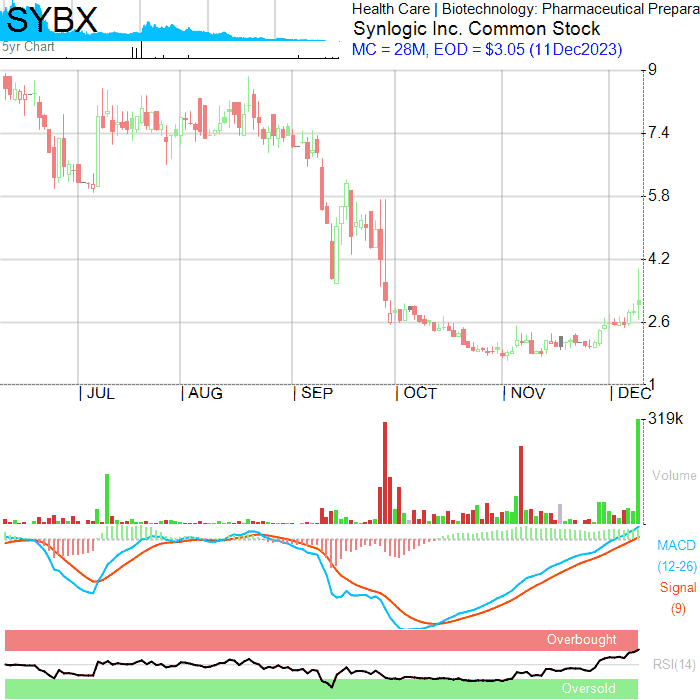 SYBX
5yr Chart
Health Care | Biotechnology: Pharmaceutical Prepara
Synlogic Inc. Common Stock
MC = 28M, EOD = $3.05 (11Dec2023)
9
7.4
5.8
4.2
2.6
1
JUL AUG SEP OCT NOV DEC
319k
Volume
MACD
(12-26)
Signal
(9)
Overbought
RSI(14)
Oversold